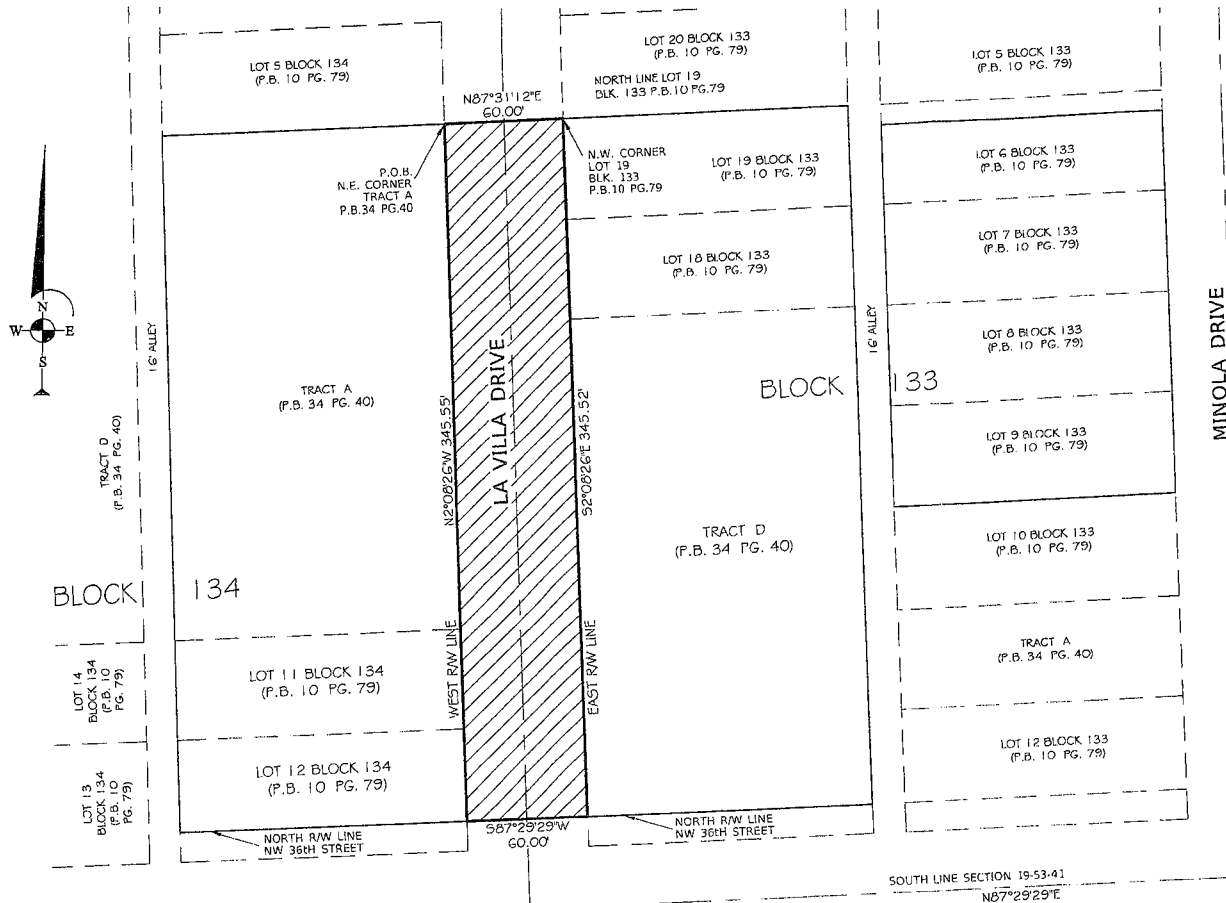 LOT 5 BLOCK 134
(P.B. 10 PG. 79)
LOT 20 BLOCK 133
(P.B. 10 PG. 79)
LOT 5 BLOCK 133
(P.B. 10 PG. 79)
NORTH LINE LOT 19
BLK. 133 P.B.10 PG.79
N87°31'12"E
60.00'
P.O.B.
N.E. CORNER
TRACT A
P.B.34 PG.40
N.W. CORNER
LOT 19
BLK. 133
P.B.10 PG.79
LOT 19 BLOCK 133
(P.B. 10 PG. 79)
LOT 6 BLOCK 133
(P.B. 10 PG. 79)
LOT 18 BLOCK 133
(P.B. 10 PG. 79)
LOT 7 BLOCK 133
(P.B. 10 PG. 79)
N
W
E
S
16' ALLEY
16' ALLEY
LOT 8 BLOCK 133
(P.B. 10 PG. 79)
MINOLA DRIVE
TRACT A
(P.B. 34 PG. 40)
LA VILLA DRIVE
BLOCK 133
TRACT D
(P.B. 34 PG. 40)
N2°08'26"W 345.55'
S2°08'26"E 345.52'
LOT 9 BLOCK 133
(P.B. 10 PG. 79)
TRACT D
(P.B. 34 PG. 40)
LOT 10 BLOCK 133
(P.B. 10 PG. 79)
BLOCK 134
TRACT A
(P.B. 34 PG. 40)
LOT 14
BLOCK 134
(P.B. 10
PG. 79)
LOT 11 BLOCK 134
(P.B. 10 PG. 79)
WEST R/W LINE
EAST R/W LINE
LOT 12 BLOCK 133
(P.B. 10 PG. 79)
LOT 13
BLOCK 134
(P.B. 10
PG. 79)
LOT 12 BLOCK 134
(P.B. 10 PG. 79)
NORTH R/W LINE
NW 36th STREET
S87°29'29"W
60.00'
NORTH R/W LINE
NW 36th STREET
SOUTH LINE SECTION 19-53-41
N87°29'29"E